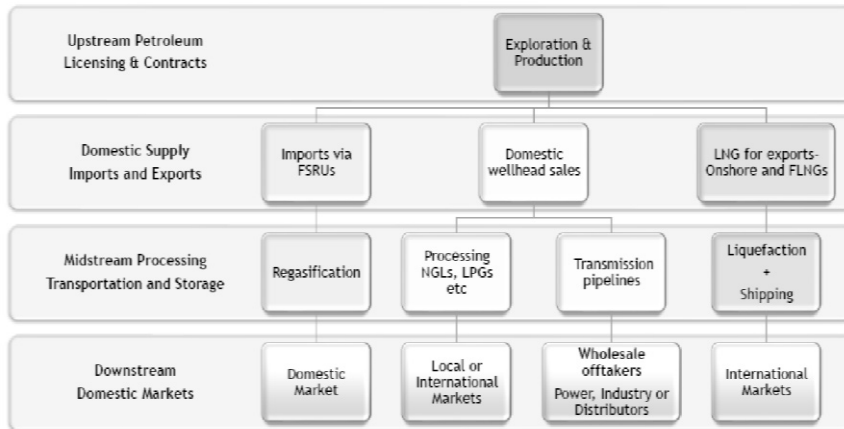 Upstream Petroleum
Licensing & Contracts
Exploration &
Production
Domestic Supply
Imports and Exports
Imports via
FSRUs
Domestic
wellhead sales
LNG for exports-
Onshore and FLNGs
Midstream Processing
Transportation and Storage
Regasification
Processing
NGLs, LPGs
etc
Transmission
pipelines
Liquefaction
+
Shipping
Downstream
Domestic Markets
Domestic
Market
Local or
International
Markets
Wholesale
offtakers
Power, Industry or
Distributors
International
Markets